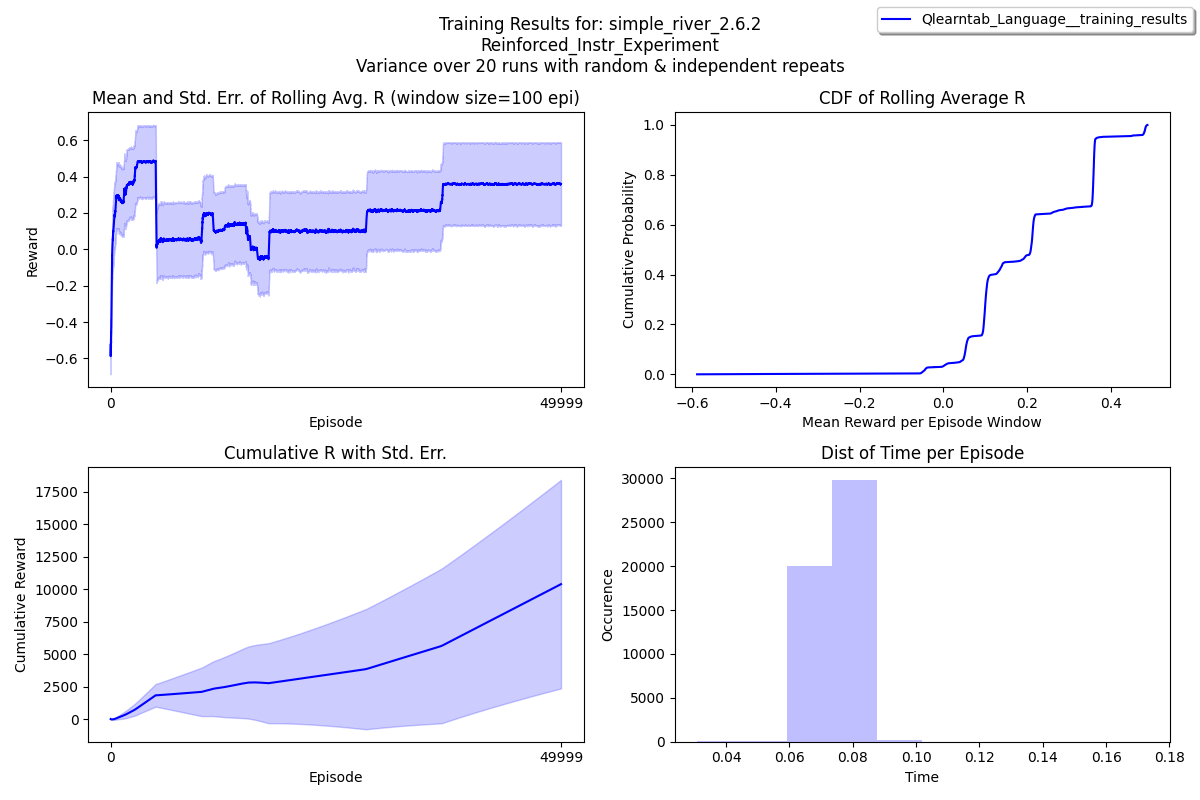 Training Results for: simple_river_2.6.2
Reinforced_Instr_Experiment
Variance over 20 runs with random & independent repeats
Qlearntab_Language__training_results
Mean and Std. Err. of Rolling Avg. R (window size=100 epi)
Reward
0.6
0.4
0.2
0.0
−0.2
−0.4
−0.6
0
49999
Episode
CDF of Rolling Average R
Cumulative Probability
1.0
0.8
0.6
0.4
0.2
0.0
−0.6
−0.4
−0.2
0.0
0.2
0.4
Mean Reward per Episode Window
Cumulative R with Std. Err.
Cumulative Reward
17500
15000
12500
10000
7500
5000
2500
0
0
49999
Episode
Dist of Time per Episode
Occurence
30000
25000
20000
15000
10000
5000
0
0.04
0.06
0.08
0.10
0.12
0.14
0.16
0.18
Time